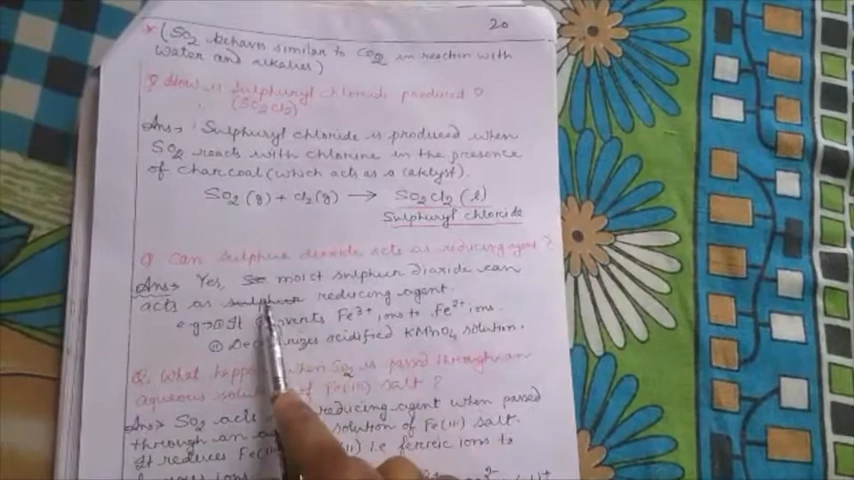 20
* (SO2 behaves similar to CO2 in reaction with
water and alkalies)
Q How is Sulphuryl chloride produced?
(SO2Cl2)
Ans→ Sulphuryl chloride is produced when
SO2 reacts with chlorine in the presence
of charcoal (which acts as a catalyst).
SO2 (g) + Cl2 (g) → SO2Cl2 (l)
Sulphuryl chloride
Q Can sulphur dioxide acts as reducing agent?
Ans→ Yes, moist sulphur dioxide can
acts as reducing agent.
e.g→ (i) It converts Fe3+ ions to Fe2+ ions.
(ii) acidified KMnO4 solution.
Q. What when SO2 is passed through an
aqueous of Fe(III) salt?
Ans→ SO2 acts reducing agent when passed
through an solution of Fe(III) salt.
It reduces i.e ferric ions to
ions